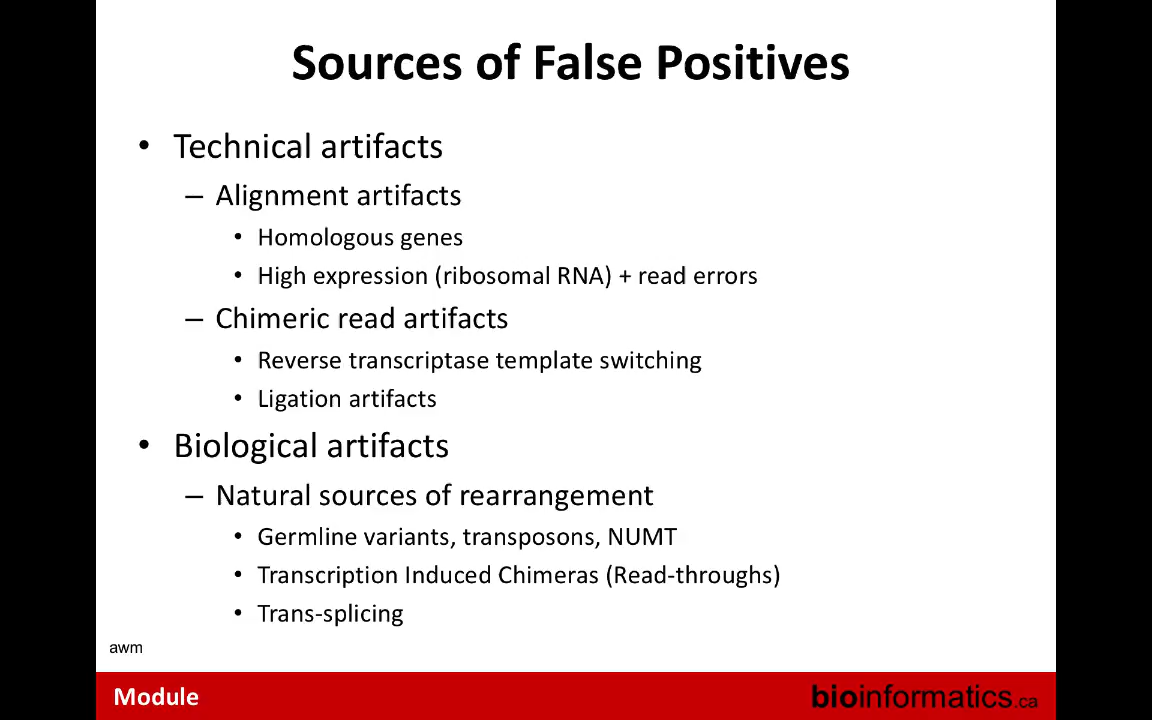 Sources of False Positives
• Technical artifacts
– Alignment artifacts
• Homologous genes
• High expression (ribosomal RNA) + read errors
– Chimeric read artifacts
• Reverse transcriptase template switching
• Ligation artifacts
• Biological artifacts
– Natural sources of rearrangement
• Germline variants, transposons, NUMT
• Transcription Induced Chimeras (Read-throughs)
• Trans-splicing
awm
Module
bioinformatics.ca